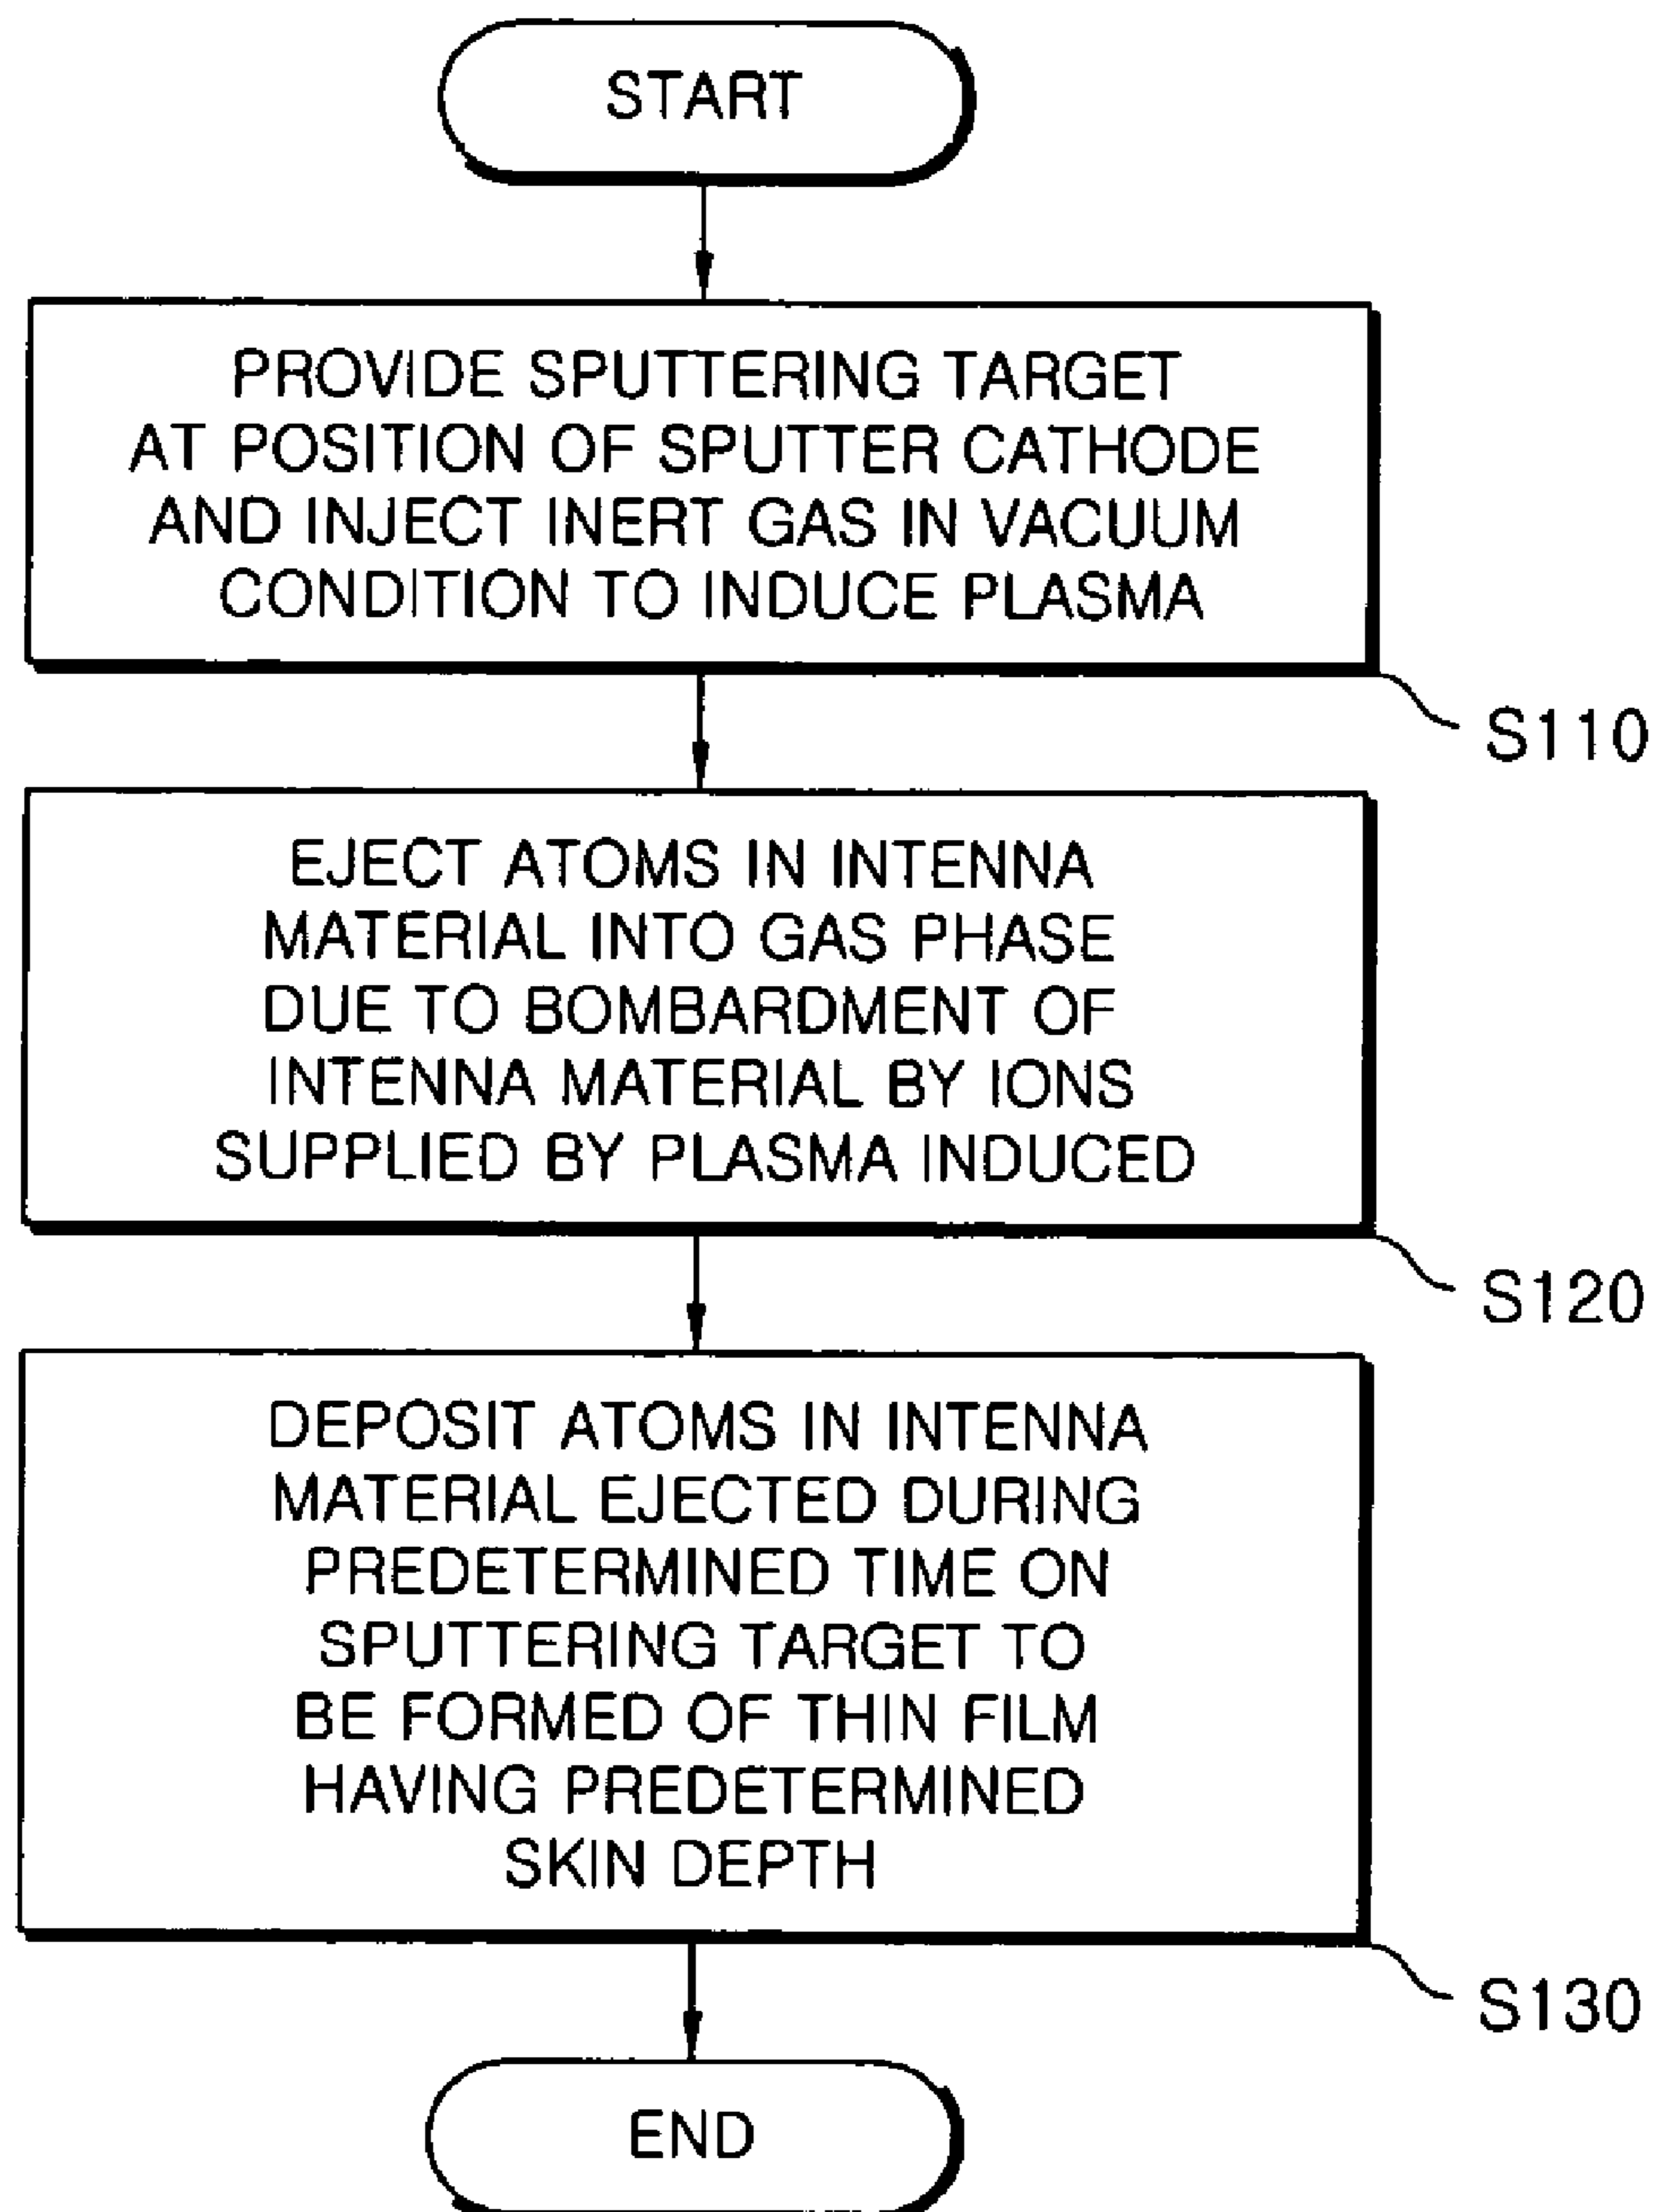 START
PROVIDE SPUTTERING TARGET
AT POSITION OF SPUTTER CATHODE
AND INJECT INERT GAS IN VACUUM
CONDITION TO INDUCE PLASMA
S110
EJECT ATOMS IN INTENNA
MATERIAL INTO GAS PHASE
DUE TO BOMBARDMENT OF
INTENNA MATERIAL BY IONS
SUPPLIED BY PLASMA INDUCED
S120
DEPOSIT ATOMS IN INTENNA
MATERIAL EJECTED DURING
PREDETERMINED TIME ON
SPUTTERING TARGET TO
BE FORMED OF THIN FILM
HAVING PREDETERMINED
SKIN DEPTH
S130
END